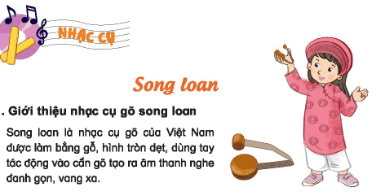 NHẠC CỤ
Song loan
. Giới thiệu nhạc cụ gõ song loan
Song loan là nhạc cụ gõ của Việt Nam
được làm bằng gỗ, hình tròn dẹt, dùng tay
tác động vào cần gõ tạo ra âm thanh nghe
đanh gọn, vang xa.